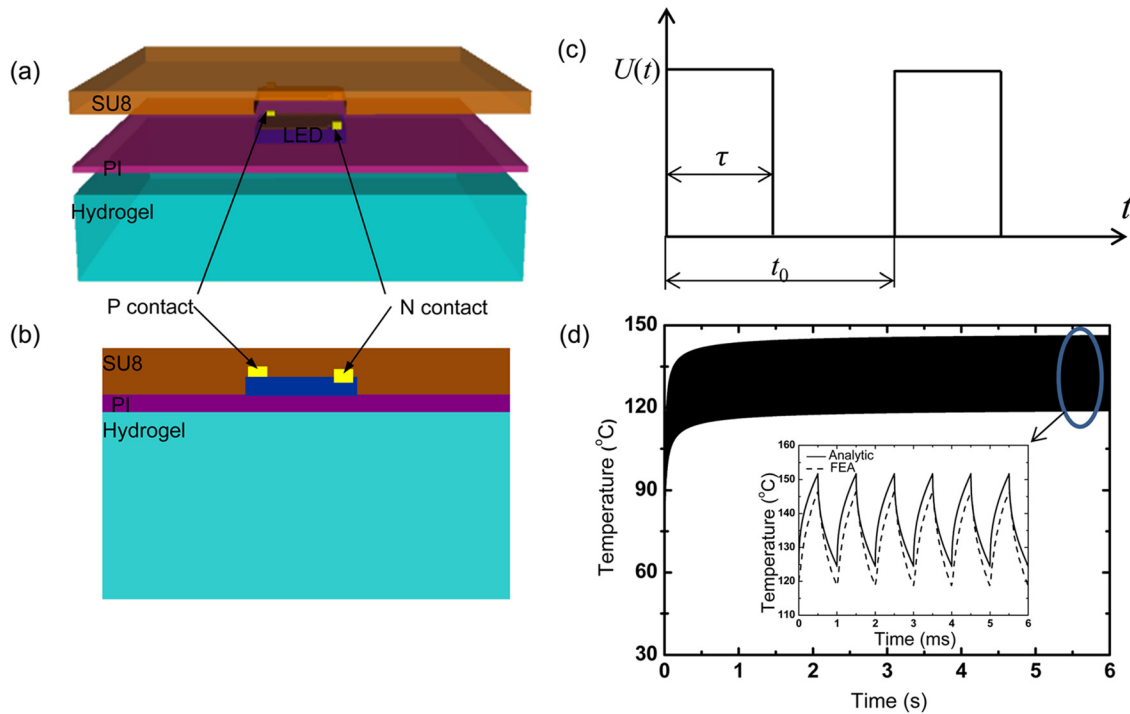 (a)
SU8
LED
PI
Hydrogel
P contact
N contact
(b)
SU8
PI
Hydrogel
(c)
U(t)
τ
t
t₀
(d)
150
120
90
60
30
Temperature (°C)
0 1 2 3 4 5 6
Time (s)
160
150
140
130
120
110
Temperature (°C)
Analytic
FEA
0 1 2 3 4 5 6
Time (ms)